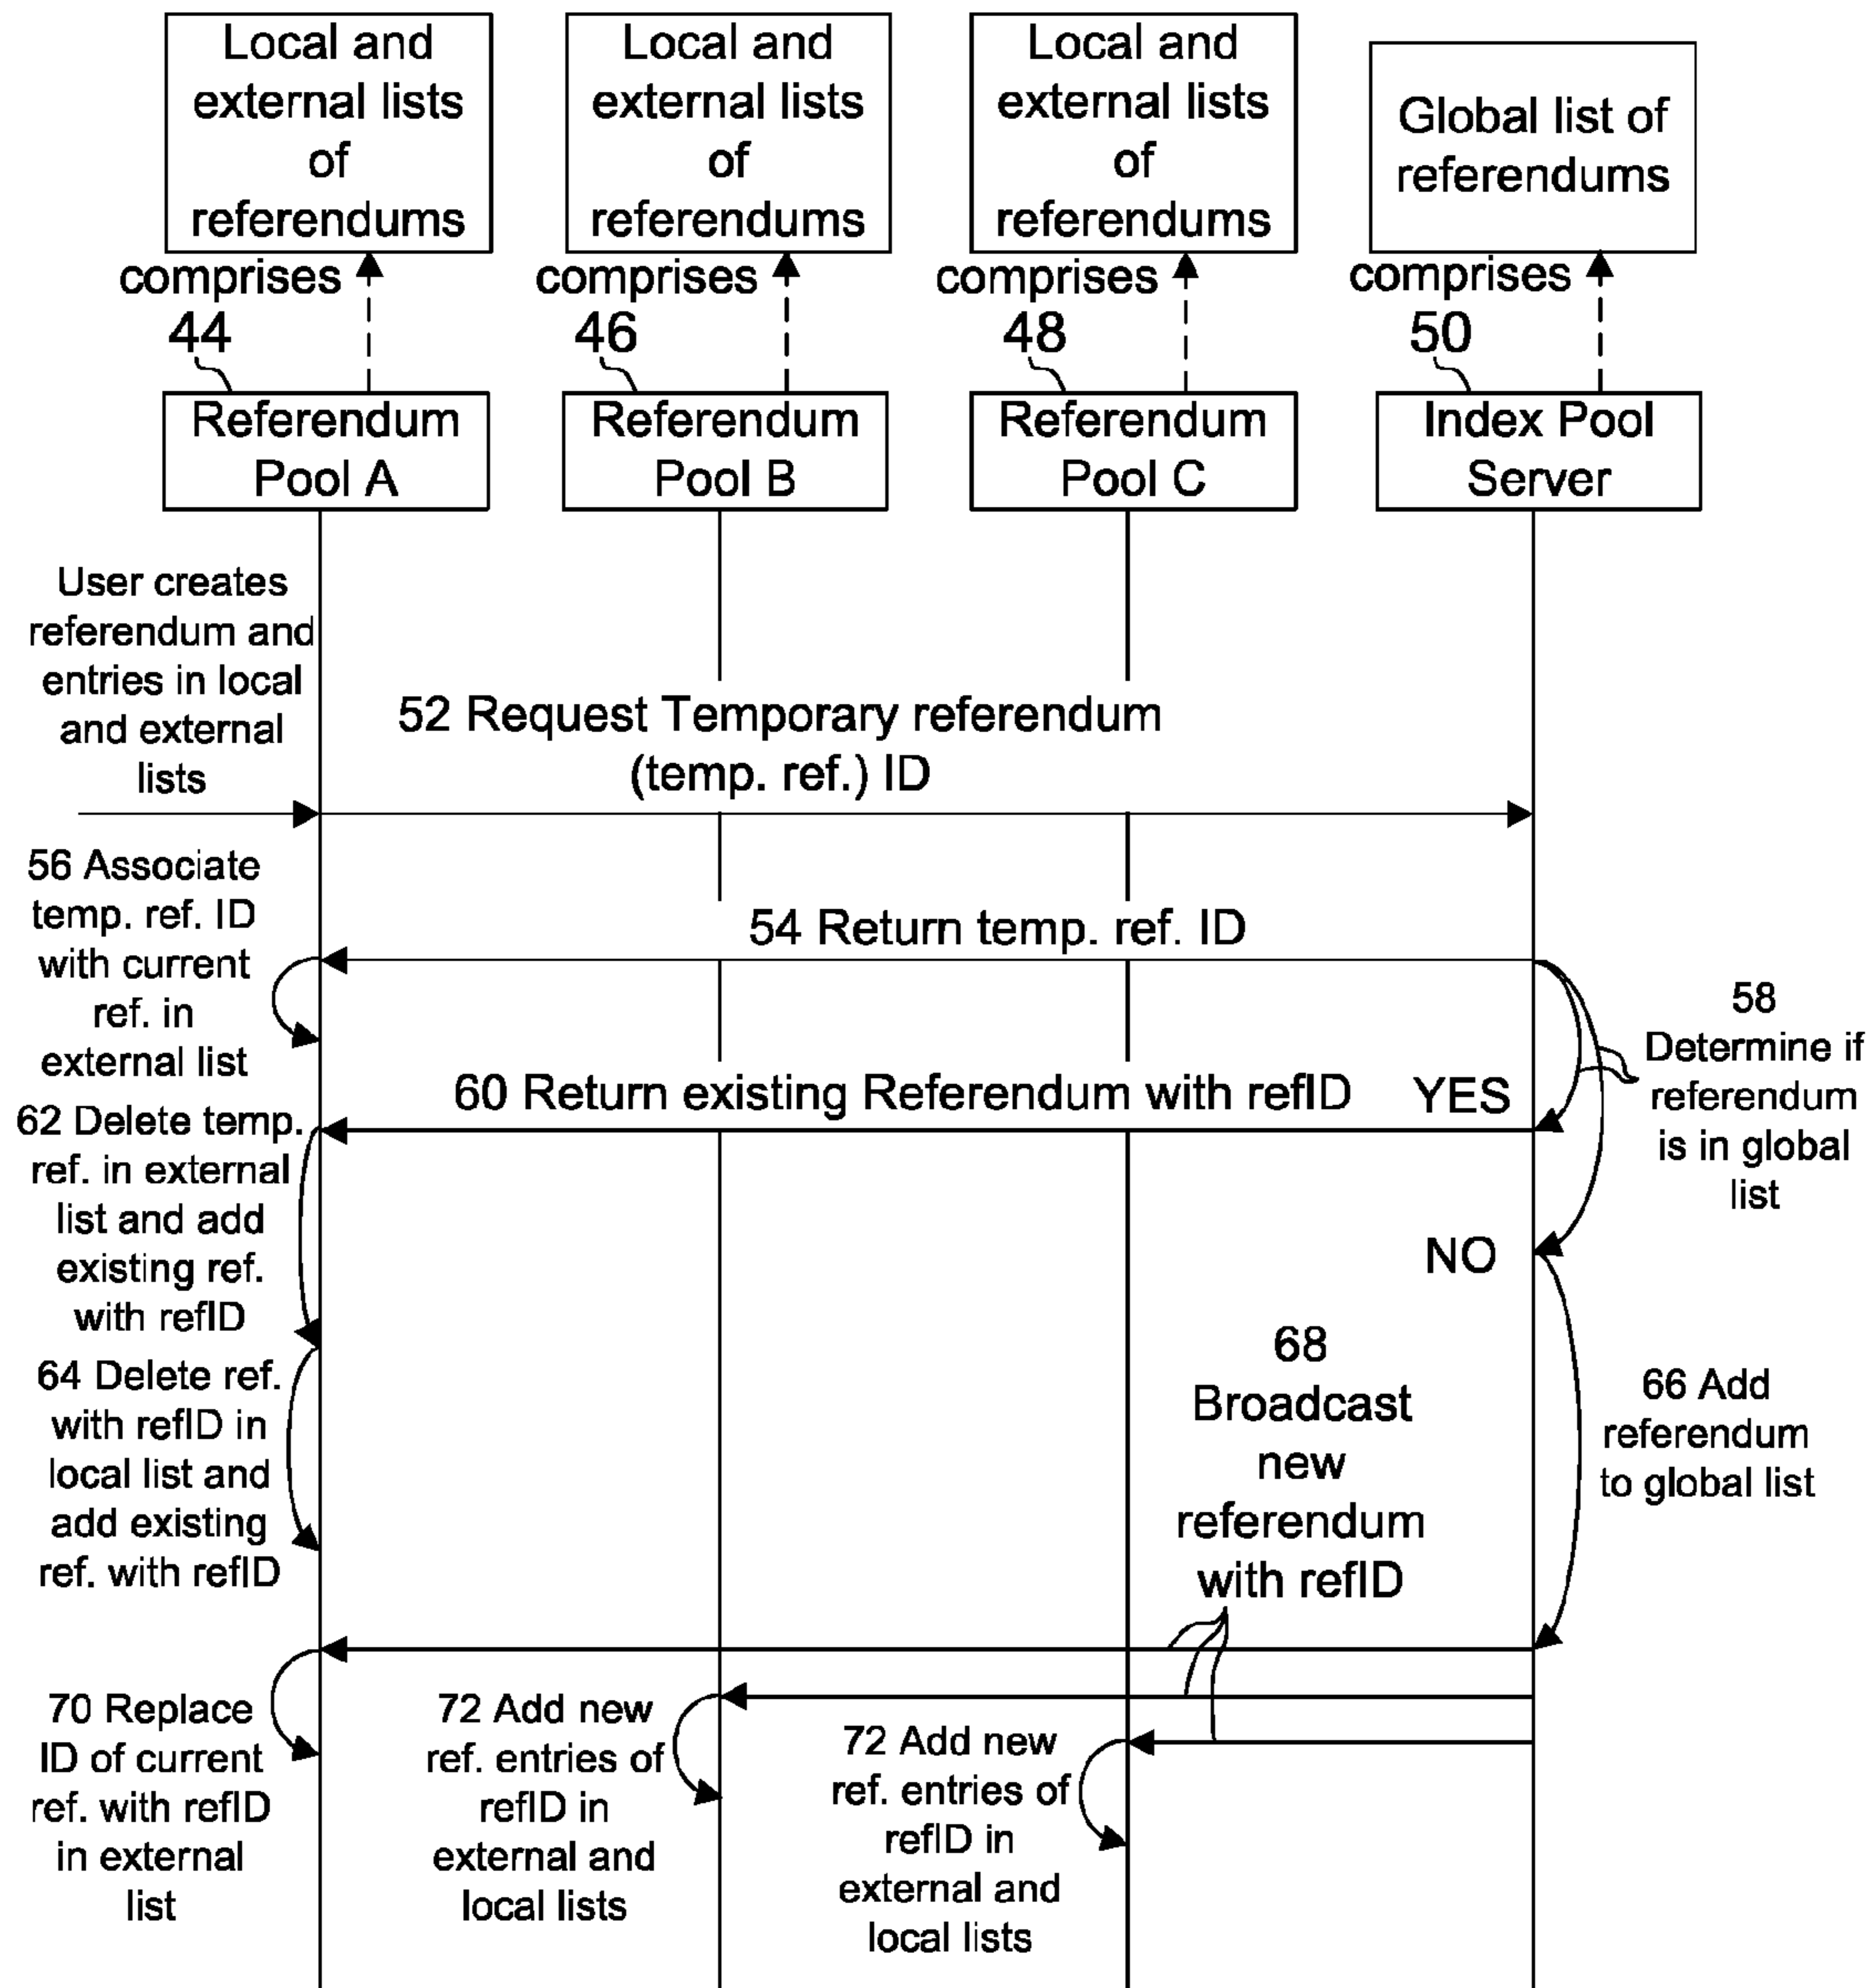 Local and
external lists
of
referendums
Local and
external lists
of
referendums
Local and
external lists
of
referendums
Global list of
referendums
comprises
comprises
comprises
comprises
44
46
48
50
Referendum
Pool A
Referendum
Pool B
Referendum
Pool C
Index Pool
Server
User creates
referendum and
entries in local
and external
lists
52 Request Temporary referendum
(temp. ref.) ID
56 Associate
temp. ref. ID
with current
ref. in
external list
54 Return temp. ref. ID
58
Determine if
referendum
is in global
list
60 Return existing Referendum with refID
YES
62 Delete temp.
ref. in external
list and add
existing ref.
with refID
NO
64 Delete ref.
with refID in
local list and
add existing
ref. with refID
68
Broadcast
new
referendum
with refID
66 Add
referendum
to global list
70 Replace
ID of current
ref. with refID
in external
list
72 Add new
ref. entries of
refID in
external and
local lists
72 Add new
ref. entries of
refID in
external and
local lists